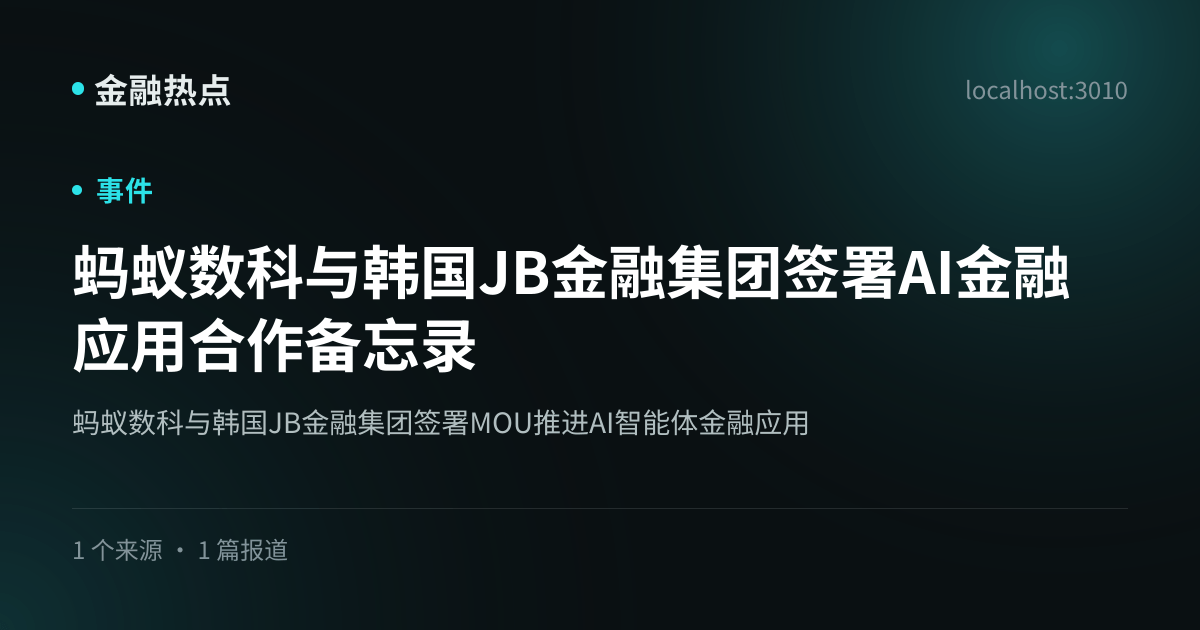 金融热点
localhost:3010
事件
蚂蚁数科与韩国JB金融集团签署AI金融
应用合作备忘录
蚂蚁数科与韩国JB金融集团签署MOU推进AI智能体金融应用
1 个来源 · 1 篇报道